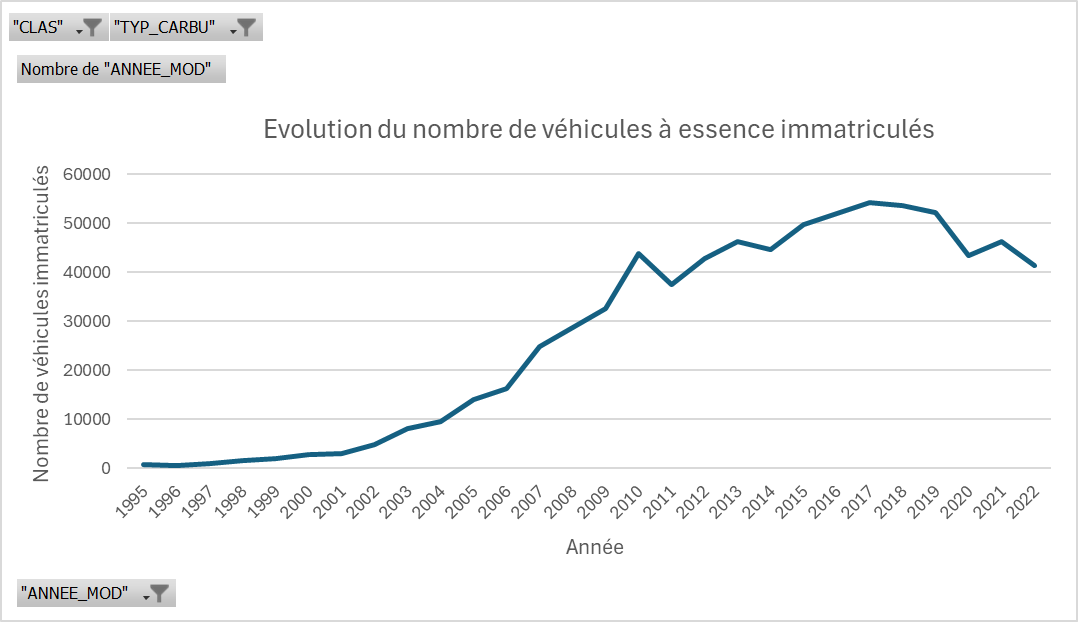 "CLAS" "TYP_CARBU"
Nombre de "ANNEE_MOD"
Evolution du nombre de véhicules à essence immatriculés
Nombre de véhicules immatriculés
60000
50000
40000
30000
20000
10000
0
1995 1996 1997 1998 1999 2000 2001 2002 2003 2004 2005 2006 2007 2008 2009 2010 2011 2012 2013 2014 2015 2016 2017 2018 2019 2020 2021 2022
Année
"ANNEE_MOD"